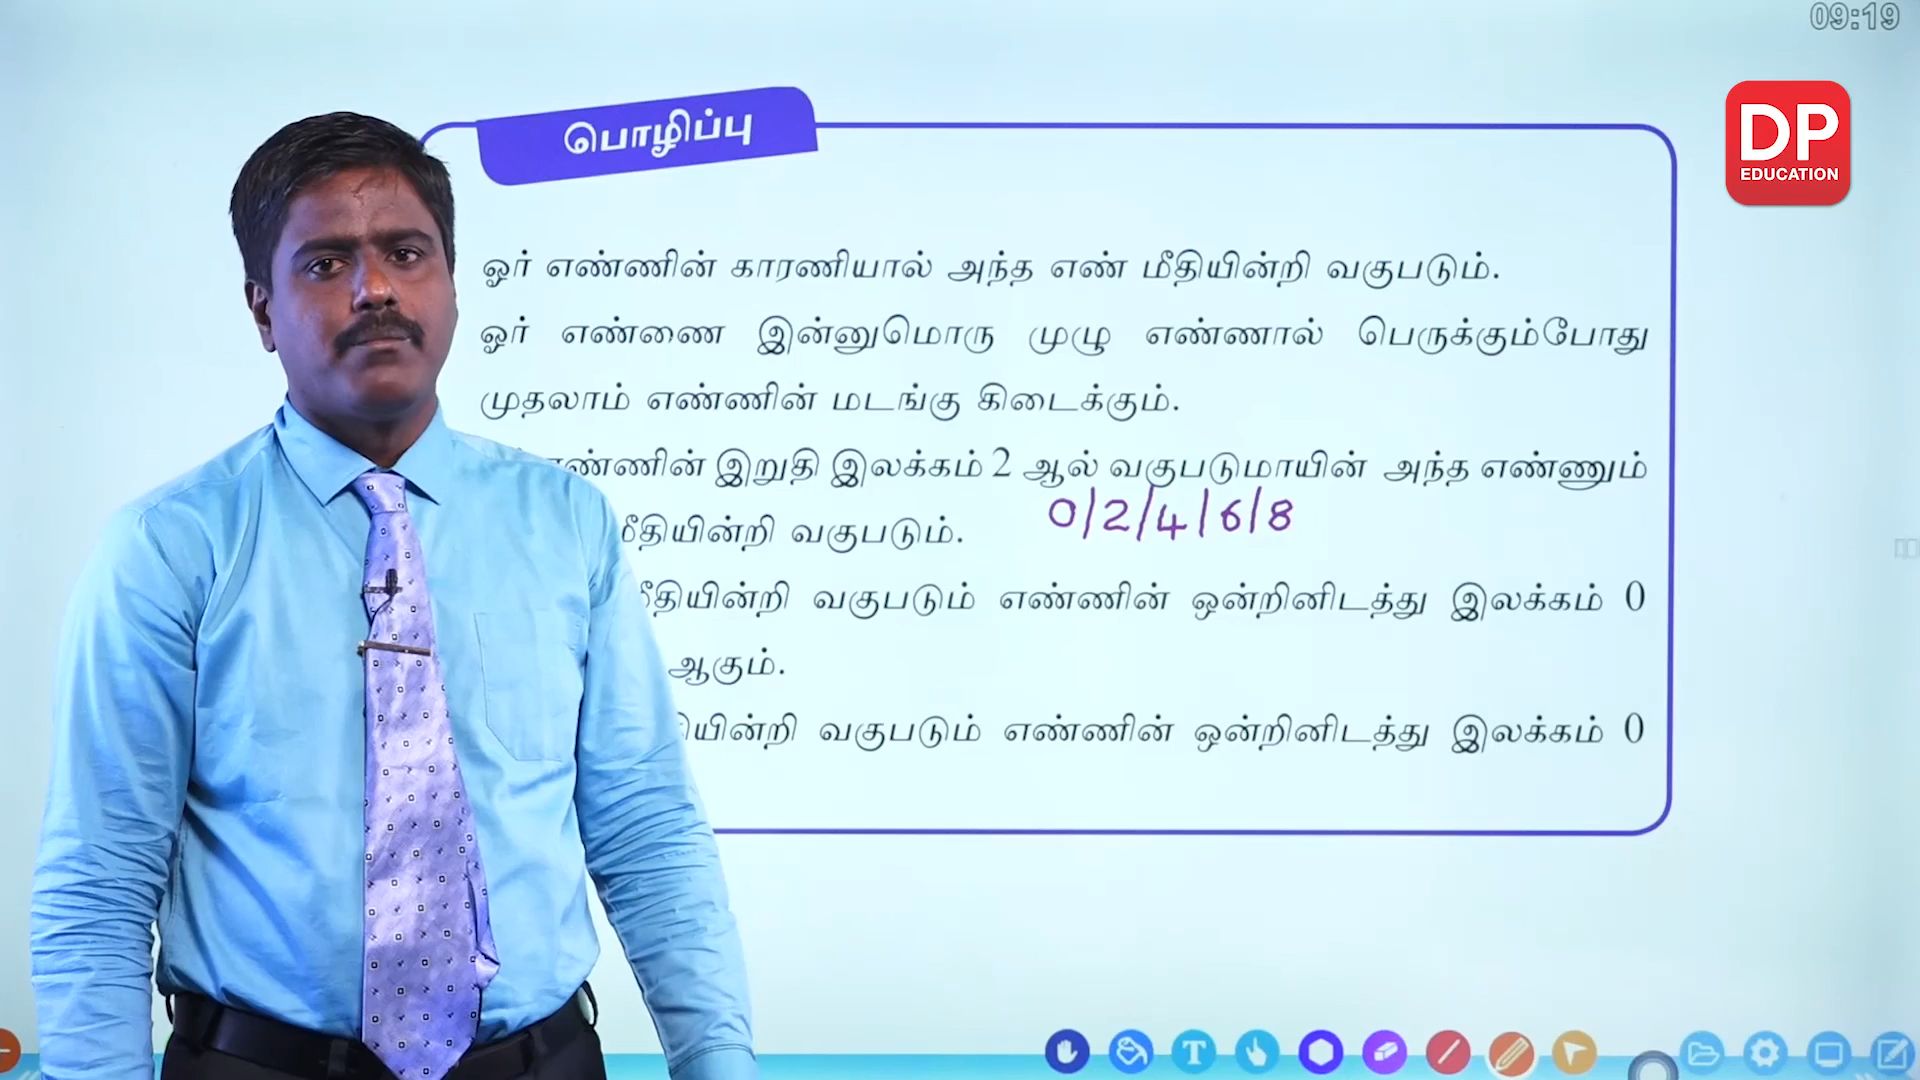 09:19
DP
EDUCATION
பொழிப்பு
ஓர் எண்ணின் காரணியால் அந்த எண் மீதியின்றி வகுபடும்.
ஓர் எண்ணை இன்னுமொரு முழு எண்ணால் பெருக்கும்போது
முதலாம் எண்ணின் மடங்கு கிடைக்கும்.
எண்ணின் இறுதி இலக்கம் 2 ஆல் வகுபடுமாயின் அந்த எண்ணும்
மீதியின்றி வகுபடும்.
0/2/4/6/8
மீதியின்றி வகுபடும் எண்ணின் ஒன்றினிடத்து இலக்கம் 0
ஆகும்.
வகுபடும் எண்ணின் ஒன்றினிடத்து இலக்கம் 0